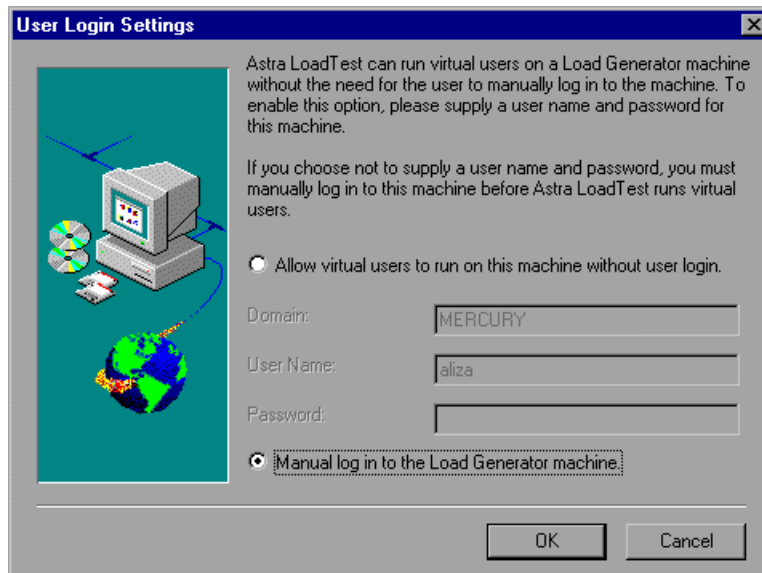 User Login Settings
Astra LoadTest can run virtual users on a Load Generator machine
without the need for the user to manually log in to the machine. To
enable this option, please supply a user name and password for
this machine.
If you choose not to supply a user name and password, you must
manually log in to this machine before Astra LoadTest runs virtual
users.
Allow virtual users to run on this machine without user login.
Domain: MERCURY
User Name: aliza
Password:
Manual log in to the Load Generator machine.
OK Cancel